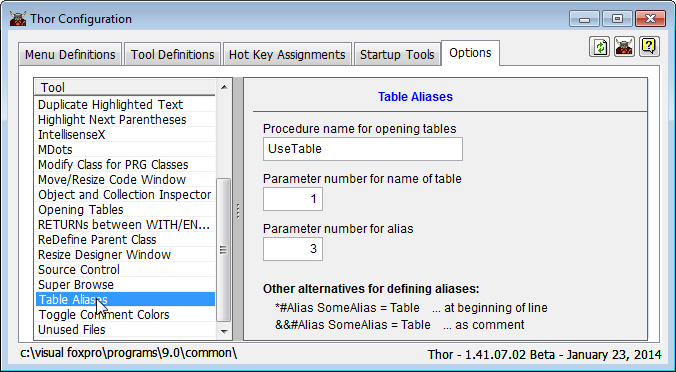 Thor Configuration
Menu Definitions Tool Definitions Hot Key Assignments Startup Tools Options
Tool
Duplicate Highlighted Text
Highlight Next Parentheses
IntellisenseX
MDots
Modify Class for PRG Classes
Move/Resize Code Window
Object and Collection Inspector
Opening Tables
RETURNs between WITH/EN...
ReDefine Parent Class
Resize Designer Window
Source Control
Super Browse
Table Aliases
Toggle Comment Colors
Unused Files
Table Aliases
Procedure name for opening tables
UseTable
Parameter number for name of table
1
Parameter number for alias
3
Other alternatives for defining aliases:
*#Alias SomeAlias = Table ... at beginning of line
&&#Alias SomeAlias = Table ... as comment
c:\visual foxpro\programs\9.0\common\
Thor - 1.41.07.02 Beta - January 23, 2014